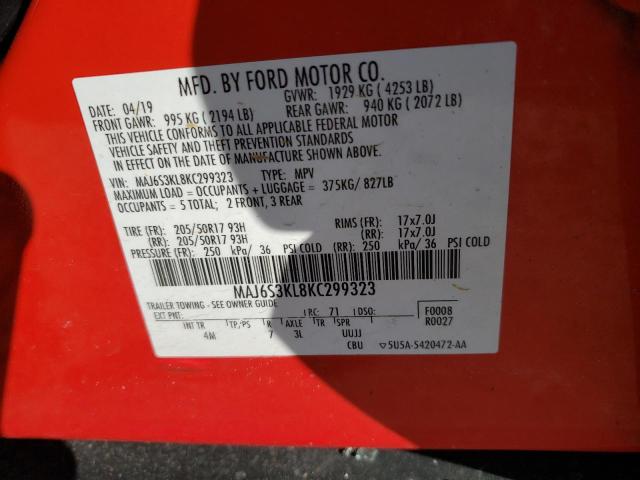 MFD. BY FORD MOTOR CO.
DATE: 04/19 GVWR: 1929 KG ( 4253 LB)
FRONT GAWR: 995 KG ( 2194 LB) REAR GAWR: 940 KG ( 2072 LB)
THIS VEHICLE CONFORMS TO ALL APPLICABLE FEDERAL MOTOR
VEHICLE SAFETY AND THEFT PREVENTION STANDARDS
IN EFFECT ON THE DATE OF MANUFACTURE SHOWN ABOVE.
VIN: MAJ6S3KL8KC299323 TYPE: MPV
MAXIMUM LOAD = OCCUPANTS + LUGGAGE = 375KG/ 827LB
OCCUPANTS = 5 TOTAL; 2 FRONT, 3 REAR
TIRE (FR): 205/50R17 93H RIMS (FR): 17x7.0J
(RR): 205/50R17 93H (RR): 17x7.0J
PRESSURE (FR): 250 kPa/ 36 PSI COLD (RR): 250 kPa/ 36 PSI COLD
MAJ6S3KL8KC299323
TRAILER TOWING - SEE OWNER GUIDE
EXT PNT: RC: 71 DSO: F0008
R0027
INT TR TP/PS R AXLE TR SPR
4M 7 3L UUJJ
CBU 5U5A-5420472-AA